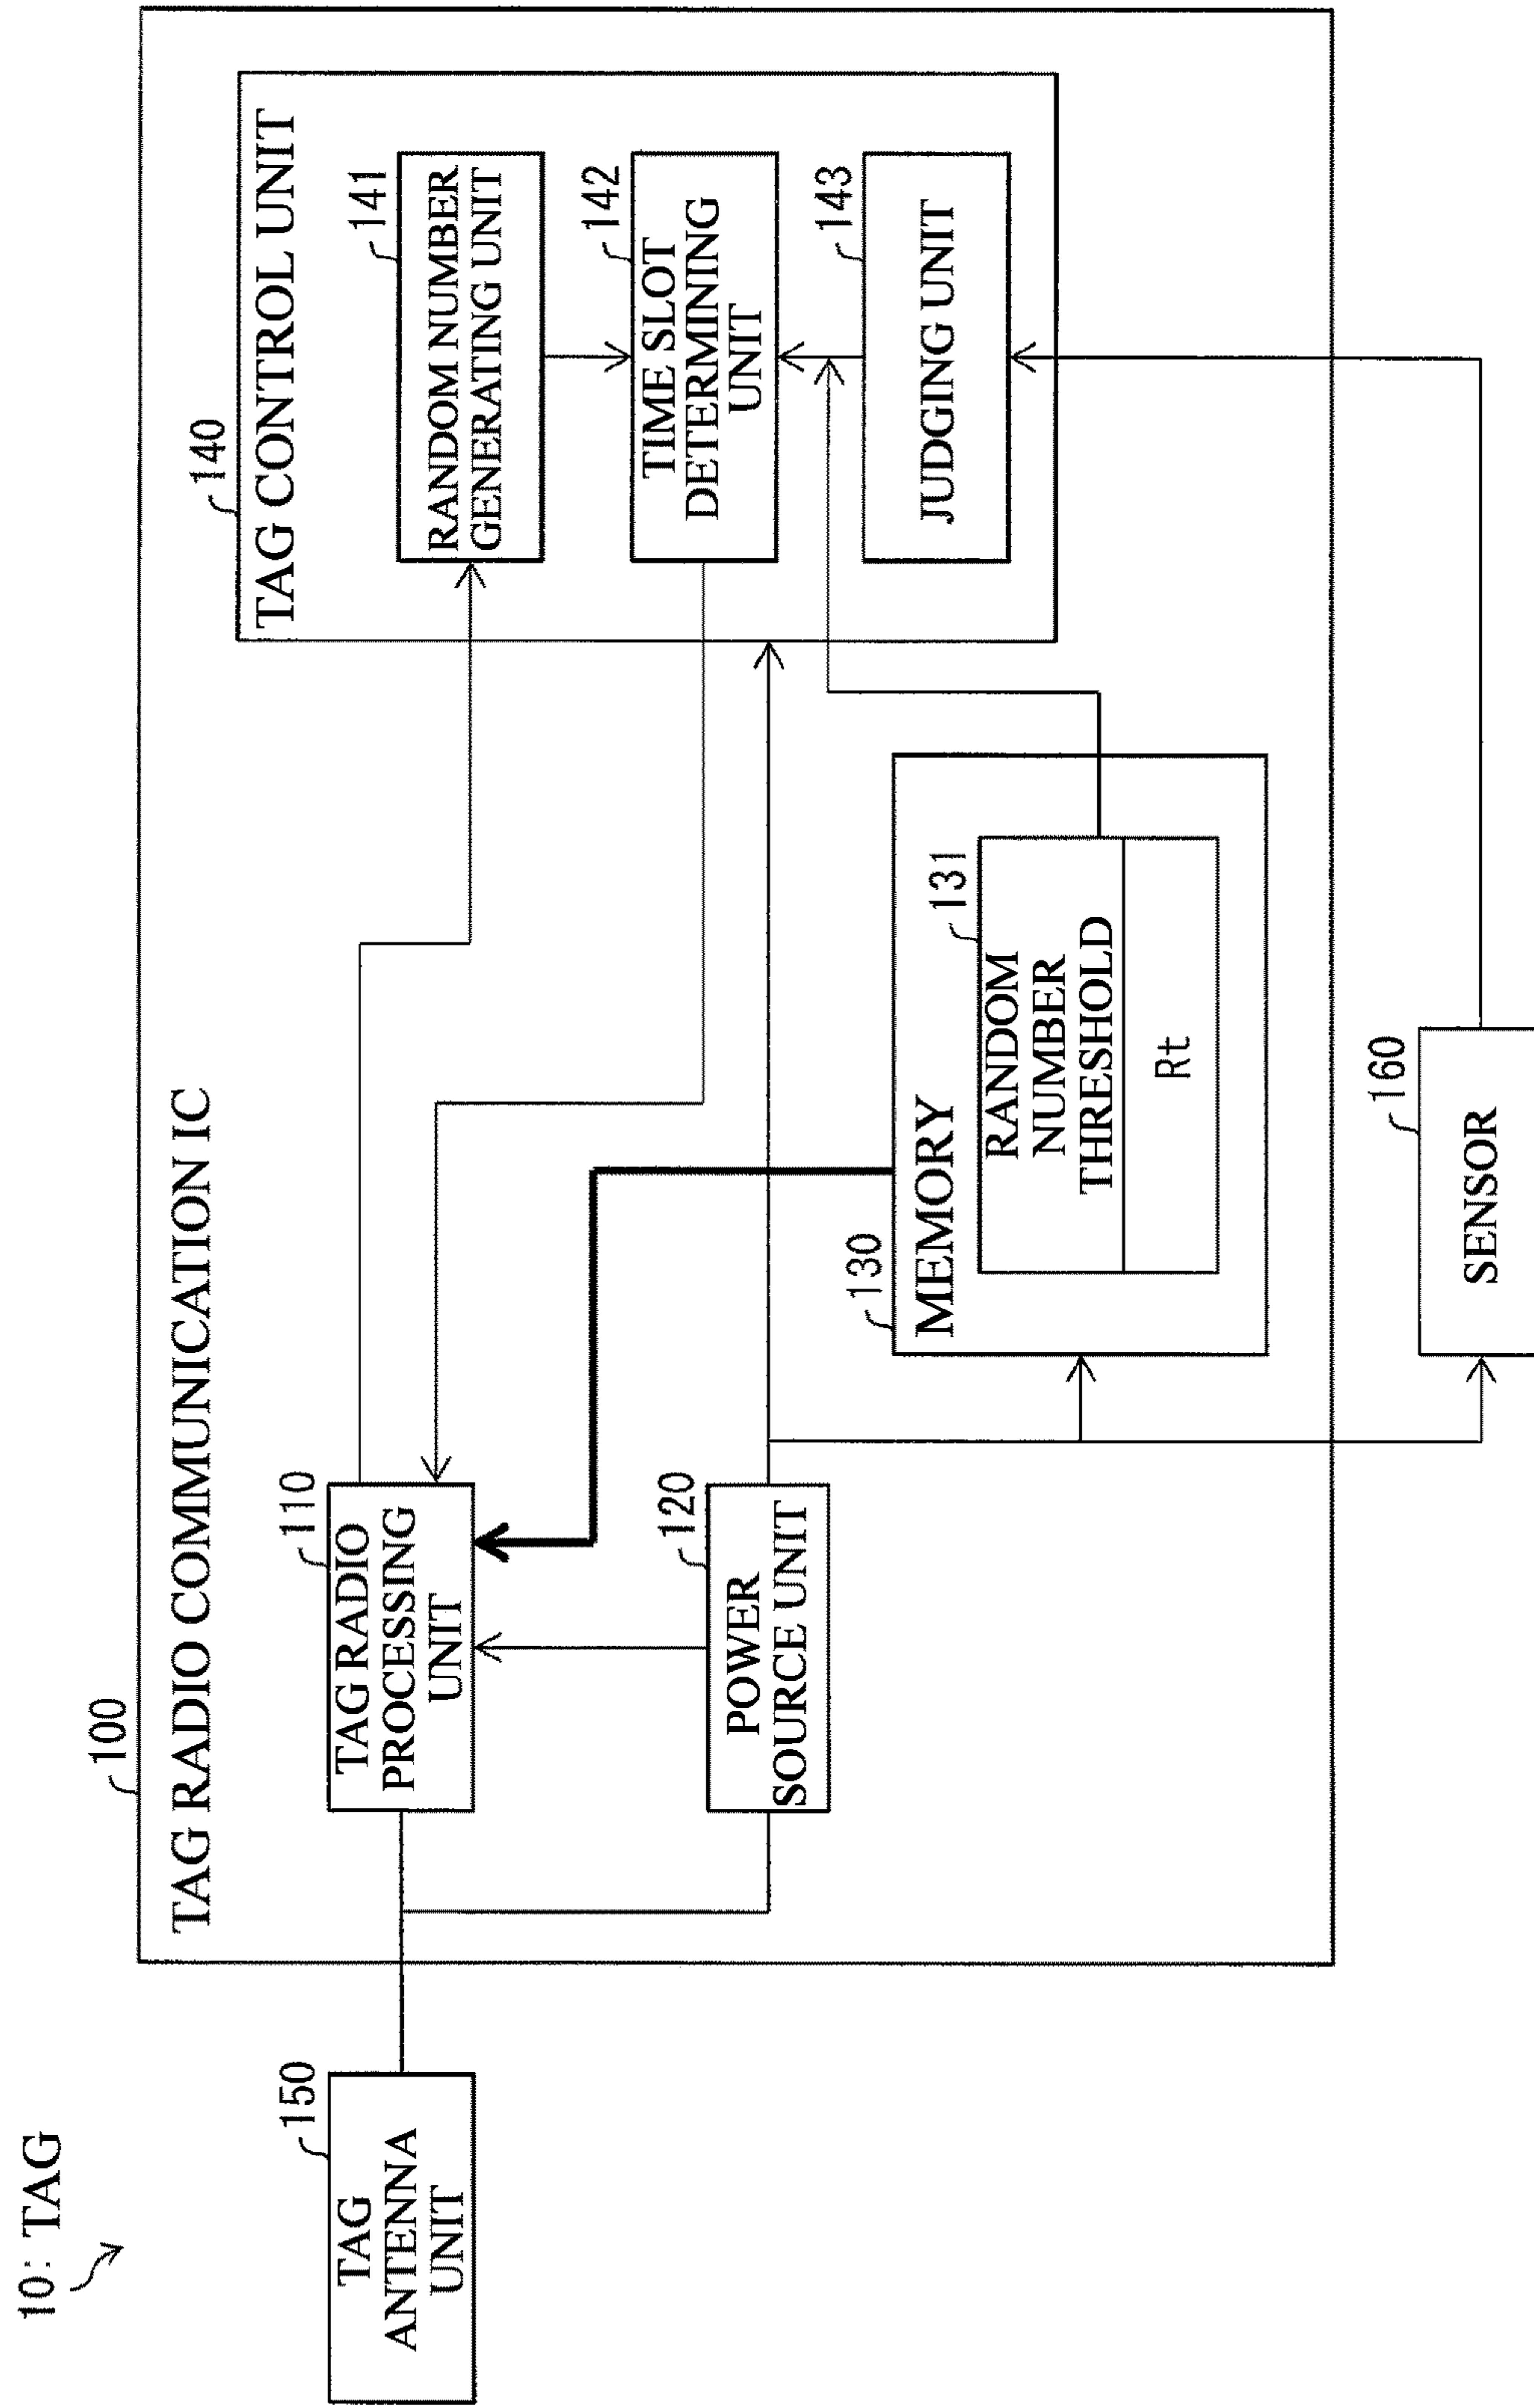 10: TAG
100
TAG RADIO COMMUNICATION IC
140
TAG CONTROL UNIT
150
TAG
ANTENNA
UNIT
110
TAG RADIO
PROCESSING
UNIT
141
RANDOM NUMBER
GENERATING UNIT
142
TIME SLOT
DETERMINING
UNIT
120
POWER
SOURCE UNIT
143
JUDGING UNIT
130
MEMORY
131
RANDOM
NUMBER
THRESHOLD
Rt
160
SENSOR